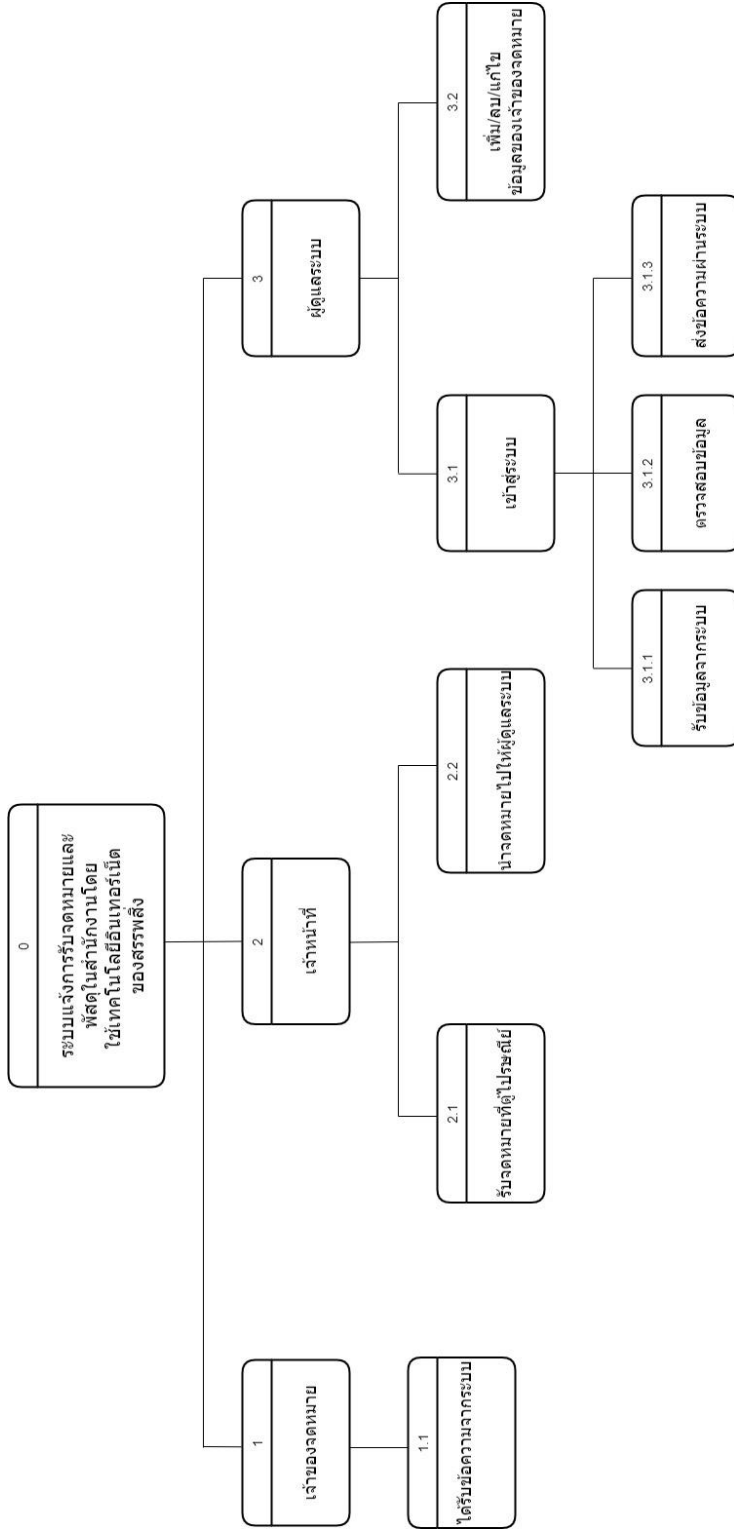 0
ระบบแจ้งการรับจดหมายและ
พัสดุในสำนักงานโดย
ใช้เทคโนโลยีอินเทอร์เน็ต
ของสรรพสิ่ง
1
เจ้าของจดหมาย
2
เจ้าหน้าที่
3
ผู้ดูแลระบบ
1.1
ได้รับข้อความจากระบบ
2.1
รับจดหมายที่ตู้ไปรษณีย์
2.2
นำจดหมายไปให้ผู้ดูแลระบบ
3.1
เข้าสู่ระบบ
3.2
เพิ่ม/ลบ/แก้ไข
ข้อมูลของเจ้าของจดหมาย
3.1.1
รับข้อมูลจากระบบ
3.1.2
ตรวจสอบข้อมูล
3.1.3
ส่งข้อความผ่านระบบ